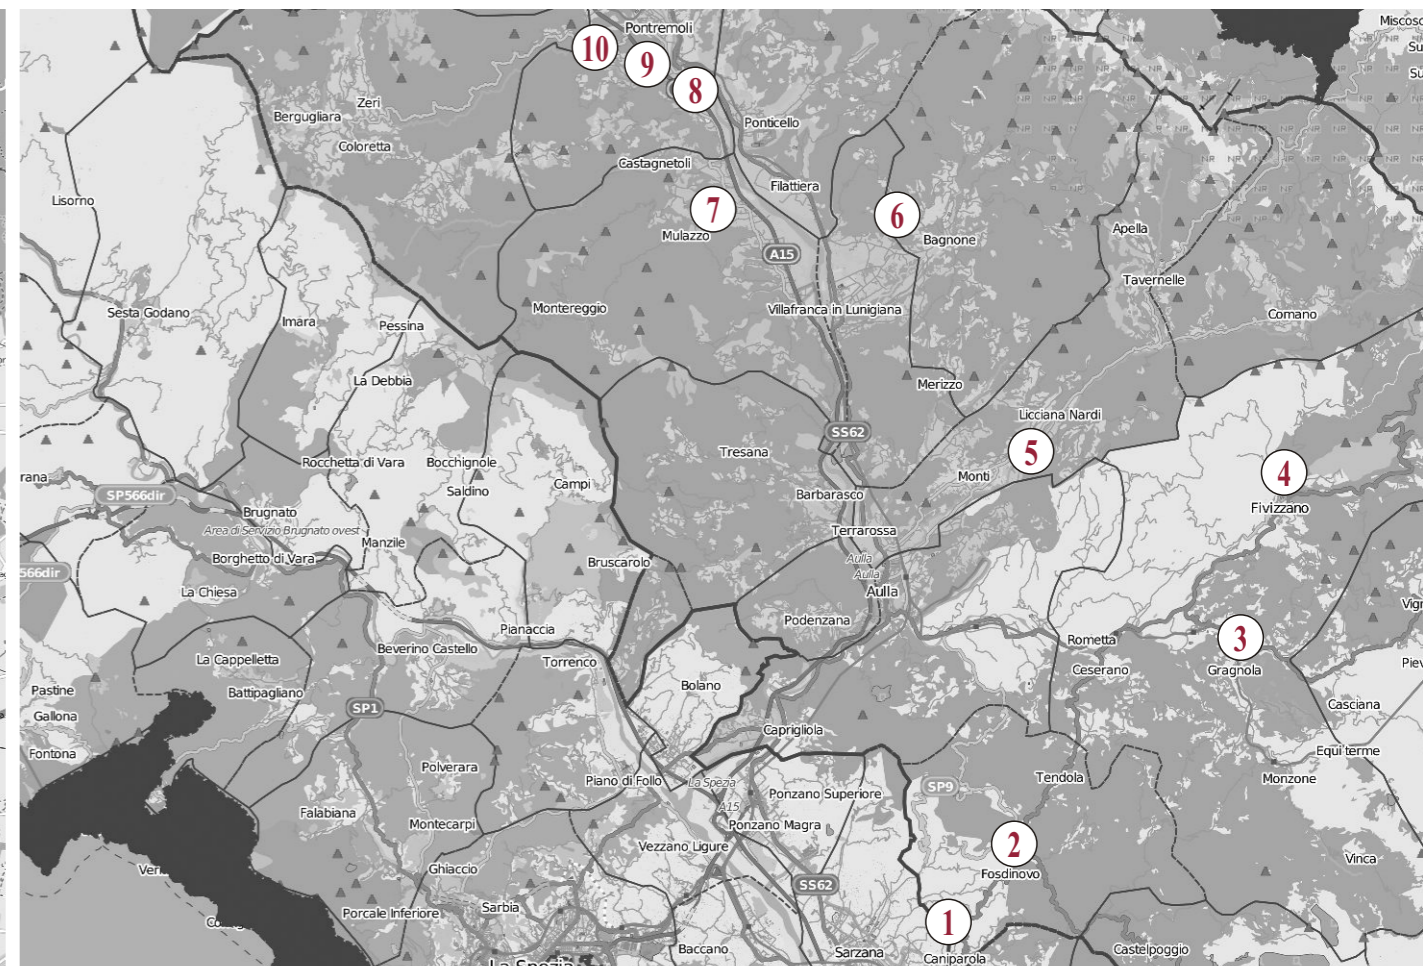 Pontremoli
Miscoso
10
9
8
Zeri
Bergugliara
Coloretta
Ponticello
Castagnetoli
Filattiera
Lisorno
7
6
Mulazzo
Bagnone
Apella
A15
Tavernelle
Sesta Godano
Imara
Pessina
Montereggio
Villafranca in Lunigiana
Comano
La Debbia
Merizzo
Licciana Nardi
SS62
Tresana
5
Rocchetta di Vara
Bocchignole
Saldino
Campi
Monti
4
rana
SP566dir
Barbarasco
Brugnato
Fivizzano
Area di Servizio Brugnato ovest
Terrarossa
Manzile
Borghetto di Vara
Bruscarolo
Aulla
Aulla
566dir
La Chiesa
Aulla
Podenzana
Pianaccia
Rometta
3
Beverino Castello
Torrenco
La Cappelletta
Ceserano
Gragnola
Pastine
Battipagliano
Bolano
Casciana
Gallona
SP1
Caprigliola
Fontona
Equi terme
Polverara
Piano di Follo
La Spezia
Tendola
Monzone
SP9
Ponzano Superiore
A15
Falabiana
Montecarpi
Ponzano Magra
2
Vezzano Ligure
Vinca
Ghiaccio
Fosdinovo
SS62
Sarbia
Porcale Inferiore
1
Baccano
Sarzana
Caniparola
Castelpoggio
La Spezia